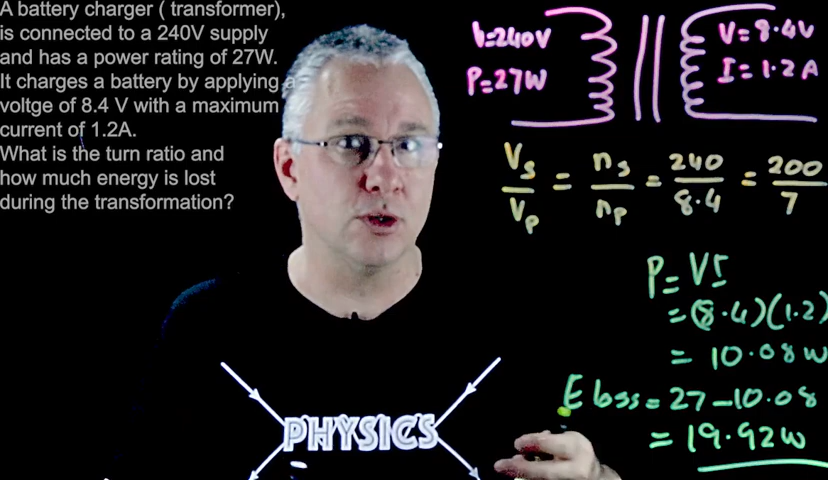 A battery charger ( transformer),
is connected to a 240V supply
and has a power rating of 27W.
It charges a battery by applying a
voltge of 8.4 V with a maximum
current of 1.2A.
What is the turn ratio and
how much energy is lost
during the transformation?
V=240V
P=27W
V=8.4V
I=1.2A
Vs/Vp = ns/np = 240/8.4 = 200/7
P=VI
=(8.4)(1.2)
= 10.08W
E loss = 27-10.08
= 19.92W
PHYSICS